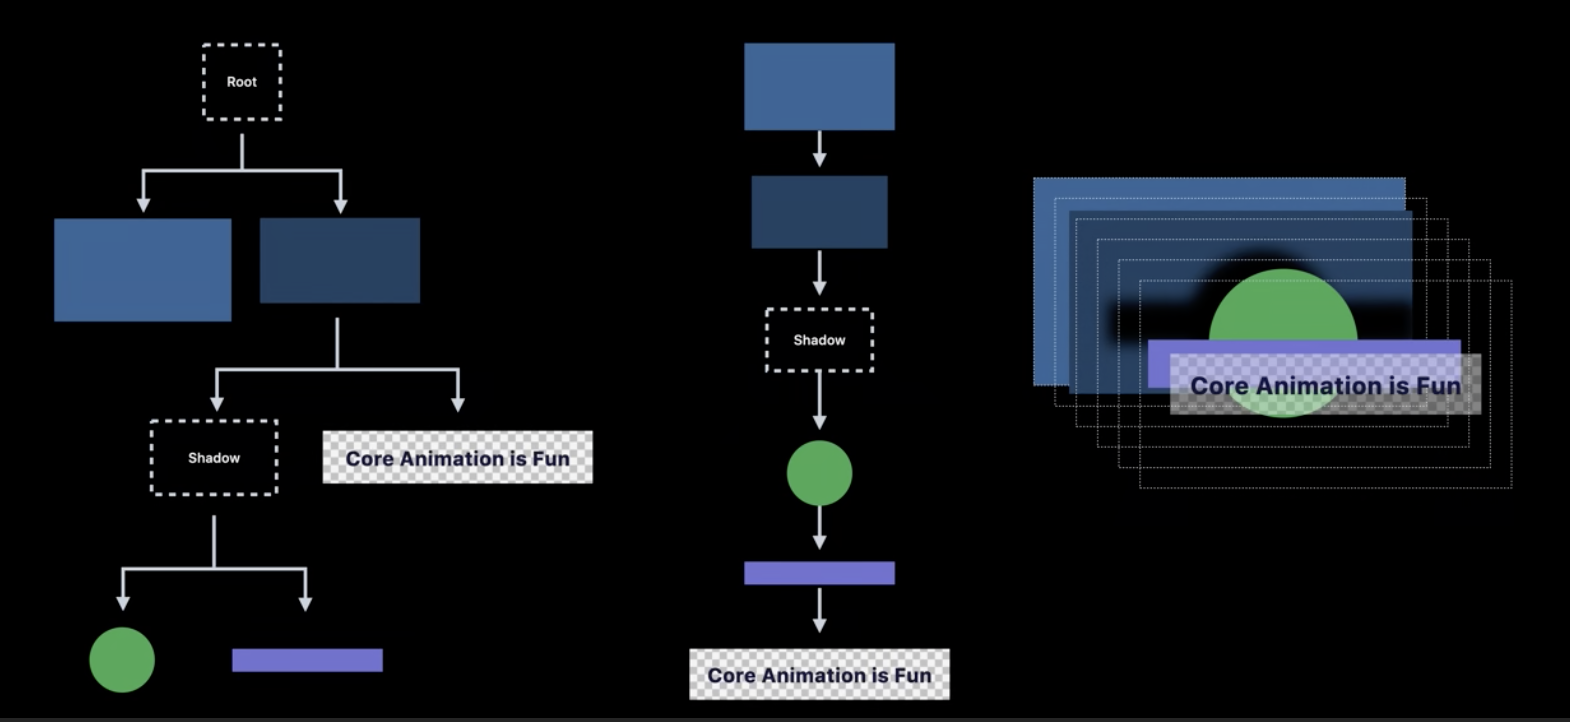 Root
Shadow
Core Animation is Fun
Shadow
Core Animation is Fun
Core Animation is Fun